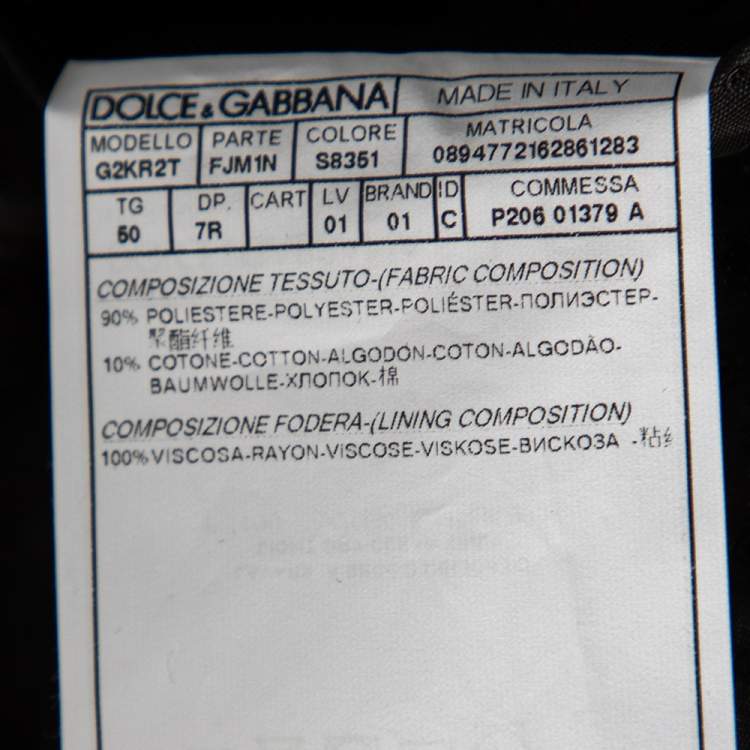 DOLCE & GABBANA MADE IN ITALY
MODELLO PARTE COLORE MATRICOLA
G2KR2T FJM1N S8351 0894772162861283
TG DP. CART LV BRAND ID COMMESSA
50 7R 01 01 C P206 01379 A
COMPOSIZIONE TESSUTO-(FABRIC COMPOSITION)
90% POLIESTERE-POLYESTER-POLIÉSTER-ПОЛИЭСТЕР-
聚酯纤维
10% COTONE-COTTON-ALGODÓN-COTON-ALGODÃO-
BAUMWOLLE-ХЛОПОК-棉
COMPOSIZIONE FODERA-(LINING COMPOSITION)
100% VISCOSA-RAYON-VISCOSE-VISKOSE-ВИСКОЗА -粘